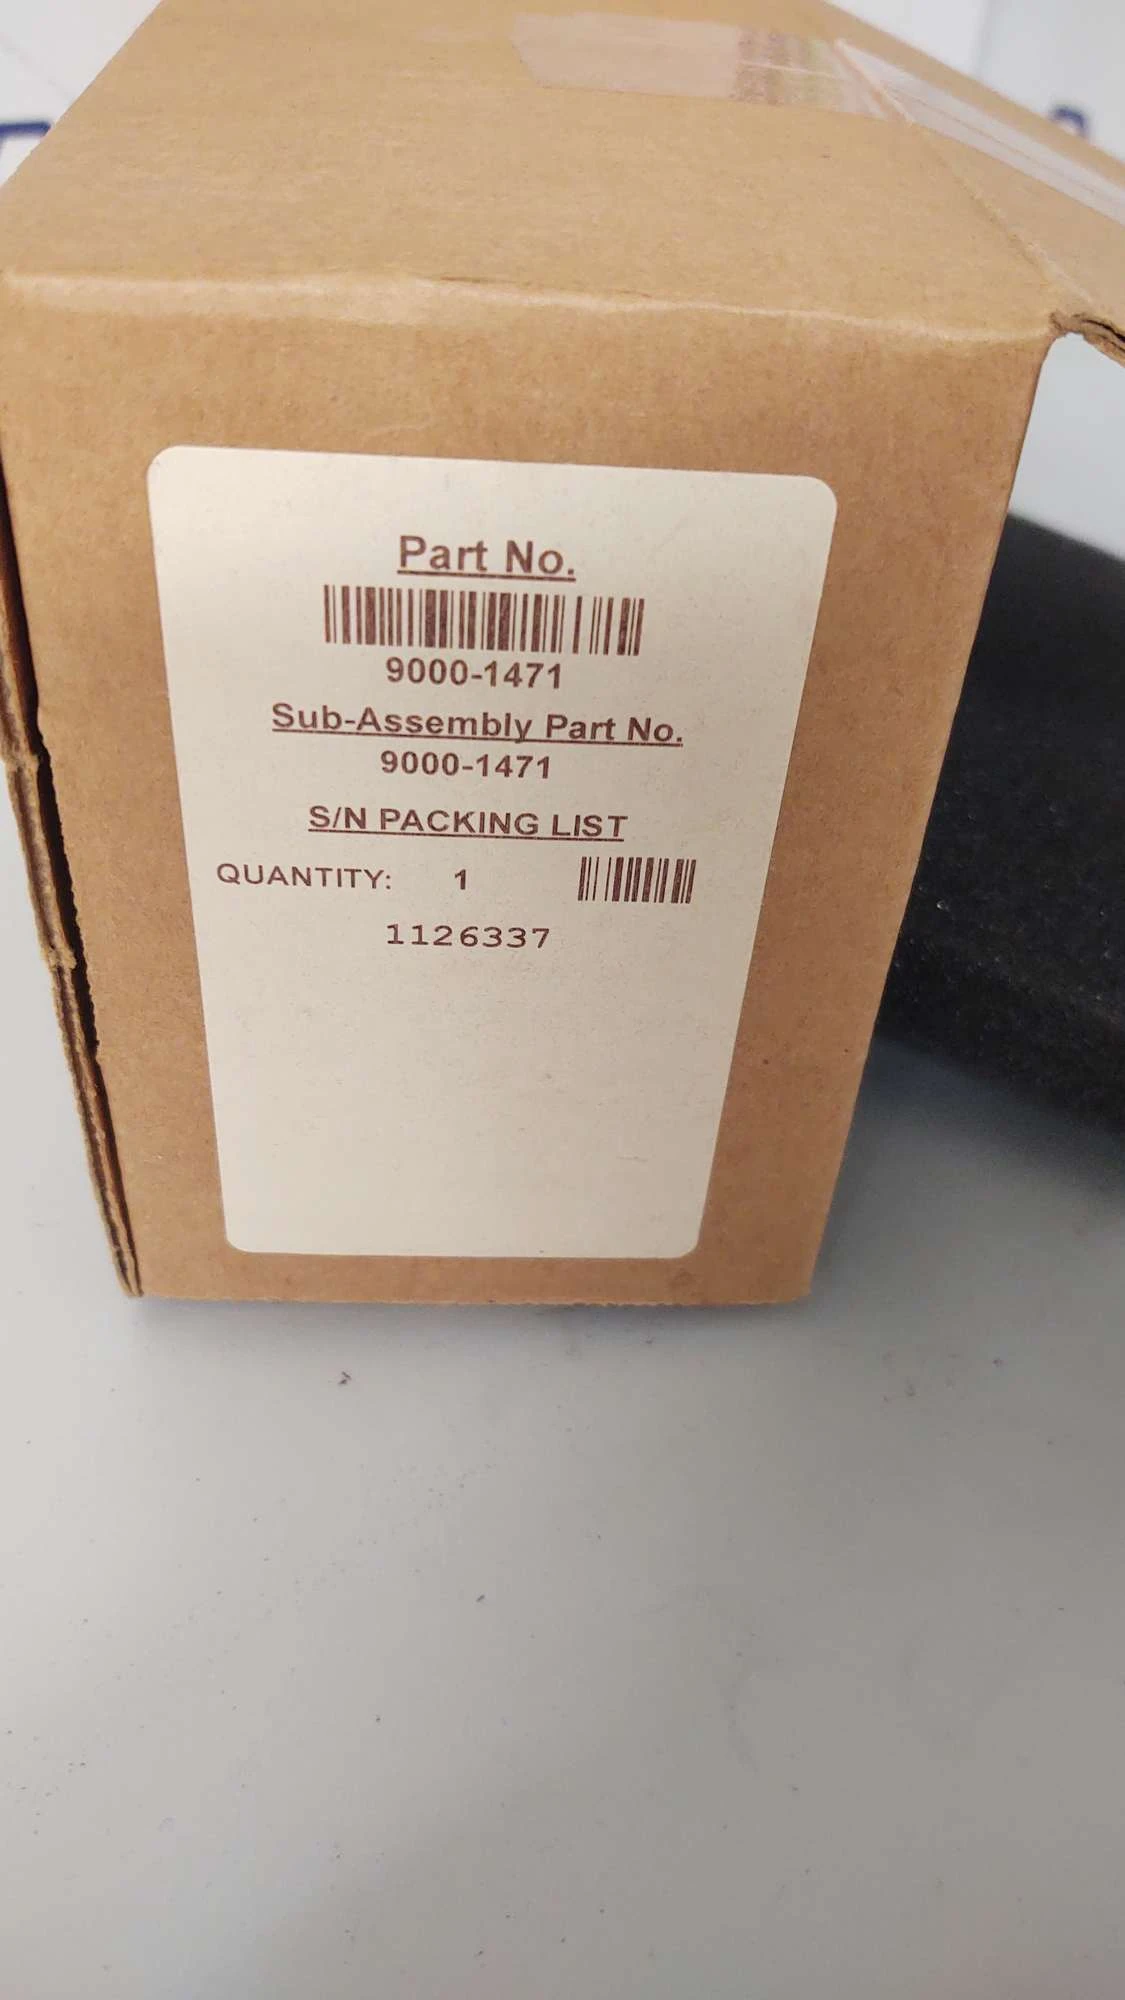 Part No.
9000-1471
Sub-Assembly Part No.
9000-1471
S/N PACKING LIST
QUANTITY: 1
1126337